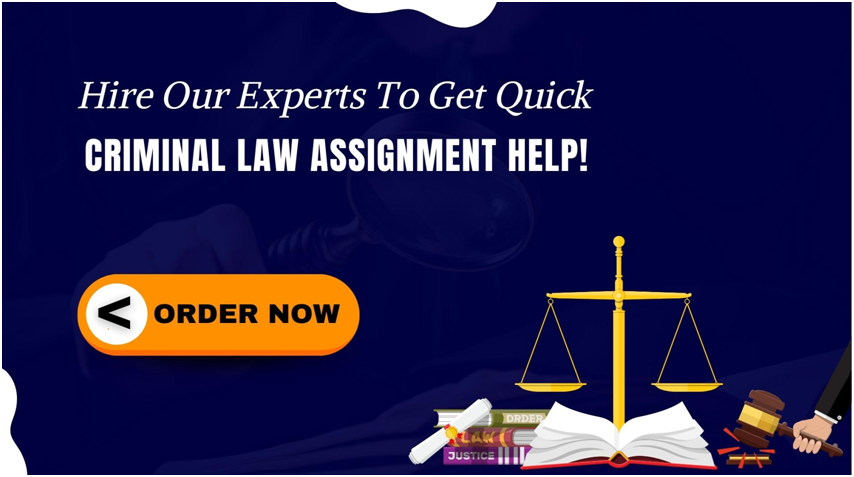 Hire Our Experts To Get Quick
CRIMINAL LAW ASSIGNMENT HELP!
< ORDER NOW
ORDER
LAW
JUSTICE